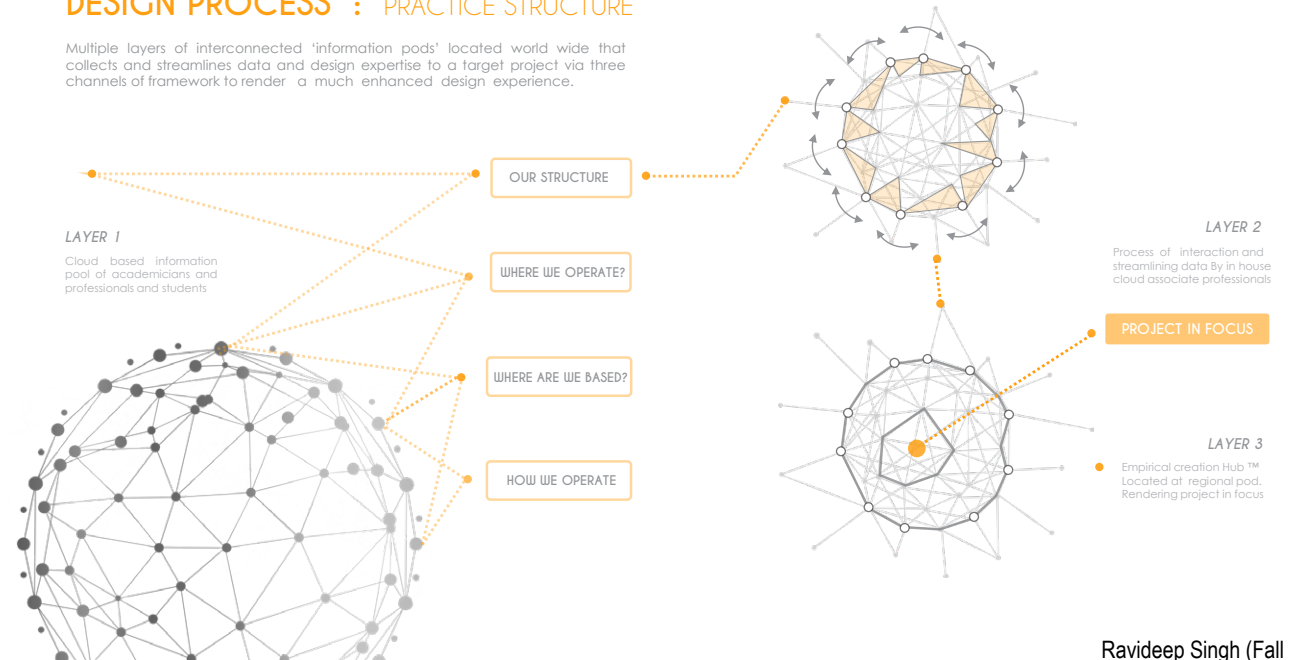 DESIGN PROCESS : PRACTICE STRUCTURE
Multiple layers of interconnected ‘information pods’ located world wide that
collects and streamlines data and design expertise to a target project via three
channels of framework to render a much enhanced design experience.
OUR STRUCTURE
LAYER 1
Cloud based information
pool of academicians and
professionals and students
WHERE WE OPERATE?
WHERE ARE WE BASED?
HOW WE OPERATE
LAYER 2
Process of interaction and
streamlining data By in house
cloud associate professionals
PROJECT IN FOCUS
LAYER 3
Empirical creation Hub ™
Located at regional pod.
Rendering project in focus
Ravideep Singh (Fall